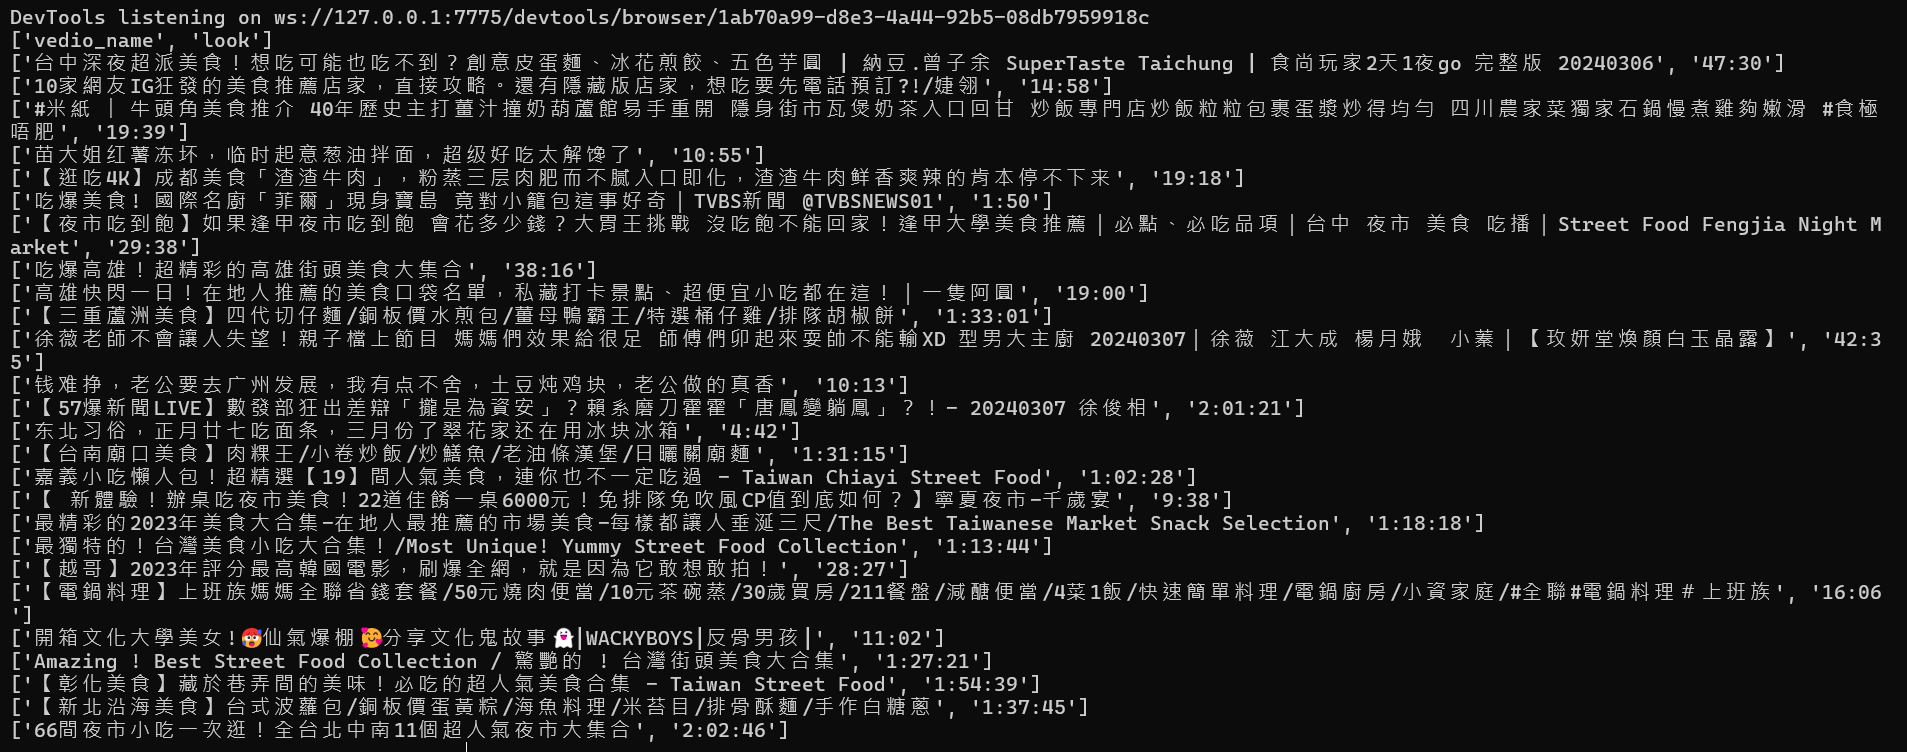 DevTools listening on ws://127.0.0.1:7775/devtools/browser/1ab70a99-d8e3-4a44-92b5-08db7959918c
['vedio_name', 'look']
['台中深夜超派美食！想吃可能也吃不到？創意皮蛋麵、冰花煎餃、五色芋圓 | 納豆.曾子余 SuperTaste Taichung | 食尚玩家2天1夜go 完整版 20240306', '47:30']
['10家網友IG狂發的美食推薦店家，直接攻略。還有隱藏版店家，想吃要先電話預訂?!/婕翎', '14:58']
['#米紙 ｜ 牛頭角美食推介 40年歷史主打薑汁撞奶葫蘆館易手重開 隱身街市瓦煲奶茶入口回甘 炒飯專門店炒飯粒粒包裹蛋漿炒得均勻 四川農家菜獨家石鍋慢煮雞夠嫩滑 #食極
唔肥', '19:39']
['苗大姐红薯冻坏，临时起意葱油拌面，超级好吃太解馋了', '10:55']
['【逛吃4K】成都美食「渣渣牛肉」，粉蒸三层肉肥而不腻入口即化，渣渣牛肉鲜香爽辣的肯本停不下来', '19:18']
['吃爆美食! 國際名廚「菲爾」現身寶島 竟對小籠包這事好奇｜TVBS新聞 @TVBSNEWS01', '1:50']
['【夜市吃到飽】如果逢甲夜市吃到飽 會花多少錢？大胃王挑戰 沒吃飽不能回家！逢甲大學美食推薦｜必點、必吃品項｜台中 夜市 美食 吃播｜Street Food Fengjia Night M
arket', '29:38']
['吃爆高雄！超精彩的高雄街頭美食大集合', '38:16']
['高雄快閃一日！在地人推薦的美食口袋名單，私藏打卡景點、超便宜小吃都在這！｜一隻阿圓', '19:00']
['【三重蘆洲美食】四代切仔麵/銅板價水煎包/薑母鴨霸王/特選桶仔雞/排隊胡椒餅', '1:33:01']
['徐薇老師不會讓人失望！親子檔上節目 媽媽們效果給很足 師傅們卯起來耍帥不能輸XD 型男大主廚 20240307｜徐薇 江大成 楊月娥  小蓁｜【玫妍堂煥顏白玉晶露】', '42:3
5']
['钱难挣，老公要去广州发展，我有点不舍，土豆炖鸡块，老公做的真香', '10:13']
['【57爆新聞LIVE】數發部狂出差辯「攏是為資安」？賴系磨刀霍霍「唐鳳變躺鳳」？！- 20240307 徐俊相', '2:01:21']
['东北习俗，正月廿七吃面条，三月份了翠花家还在用冰块冰箱', '4:42']
['【台南廟口美食】肉粿王/小卷炒飯/炒鱔魚/老油條漢堡/日曬關廟麵', '1:31:15']
['嘉義小吃懶人包！超精選【19】間人氣美食，連你也不一定吃過 - Taiwan Chiayi Street Food', '1:02:28']
['【 新體驗！辦桌吃夜市美食！22道佳餚一桌6000元！免排隊免吹風CP值到底如何？】寧夏夜市-千歲宴', '9:38']
['最精彩的2023年美食大合集-在地人最推薦的市場美食-每樣都讓人垂涎三尺/The Best Taiwanese Market Snack Selection', '1:18:18']
['最獨特的！台灣美食小吃大合集！/Most Unique! Yummy Street Food Collection', '1:13:44']
['【越哥】2023年評分最高韓國電影，刷爆全網，就是因為它敢想敢拍！', '28:27']
['【電鍋料理】上班族媽媽全聯省錢套餐/50元燒肉便當/10元茶碗蒸/30歲買房/211餐盤/減醣便當/4菜1飯/快速簡單料理/電鍋廚房/小資家庭/#全聯#電鍋料理＃上班族', '16:06
']
['開箱文化大學美女!🥵仙氣爆棚🥰分享文化鬼故事👻|WACKYBOYS|反骨男孩|', '11:02']
['Amazing ! Best Street Food Collection / 驚艷的 ! 台灣街頭美食大合集', '1:27:21']
['【彰化美食】藏於巷弄間的美味！必吃的超人氣美食合集 - Taiwan Street Food', '1:54:39']
['【新北沿海美食】台式波蘿包/銅板價蛋黃粽/海魚料理/米苔目/排骨酥麵/手作白糖蔥', '1:37:45']
['66間夜市小吃一次逛！全台北中南11個超人氣夜市大集合', '2:02:46']